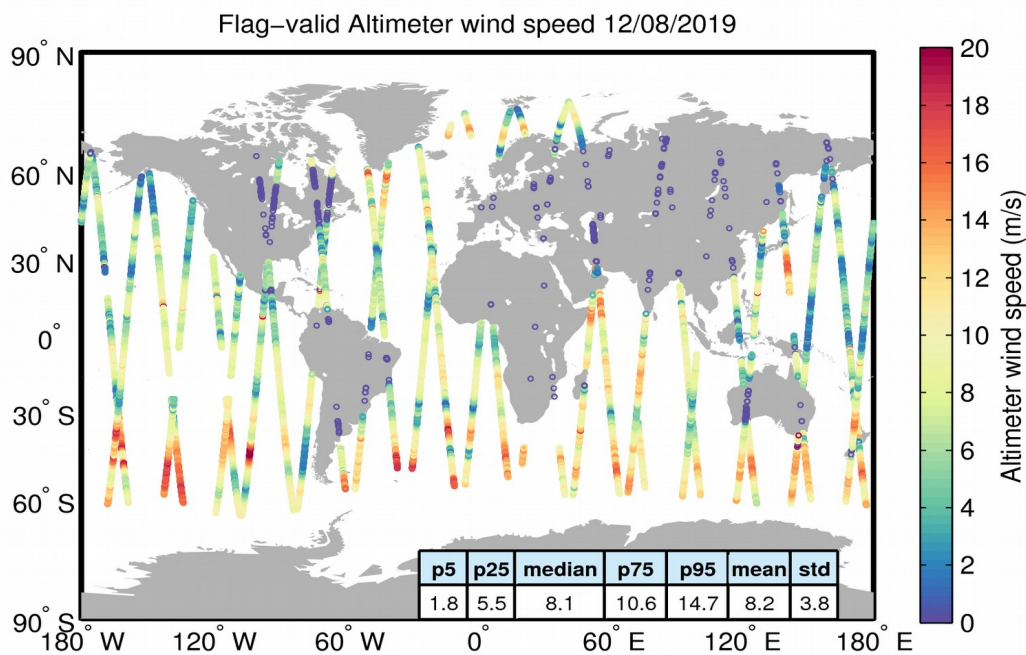 Flag-valid Altimeter wind speed 12/08/2019
90° N
60° N
30° N
0°
30° S
60° S
90° S
180° W 120° W 60° W 0° 60° E 120° E 180° E
p5 p25 median p75 p95 mean std
1.8 5.5 8.1 10.6 14.7 8.2 3.8
20
18
16
14
12
10
8
6
4
2
0
Altimeter wind speed (m/s)